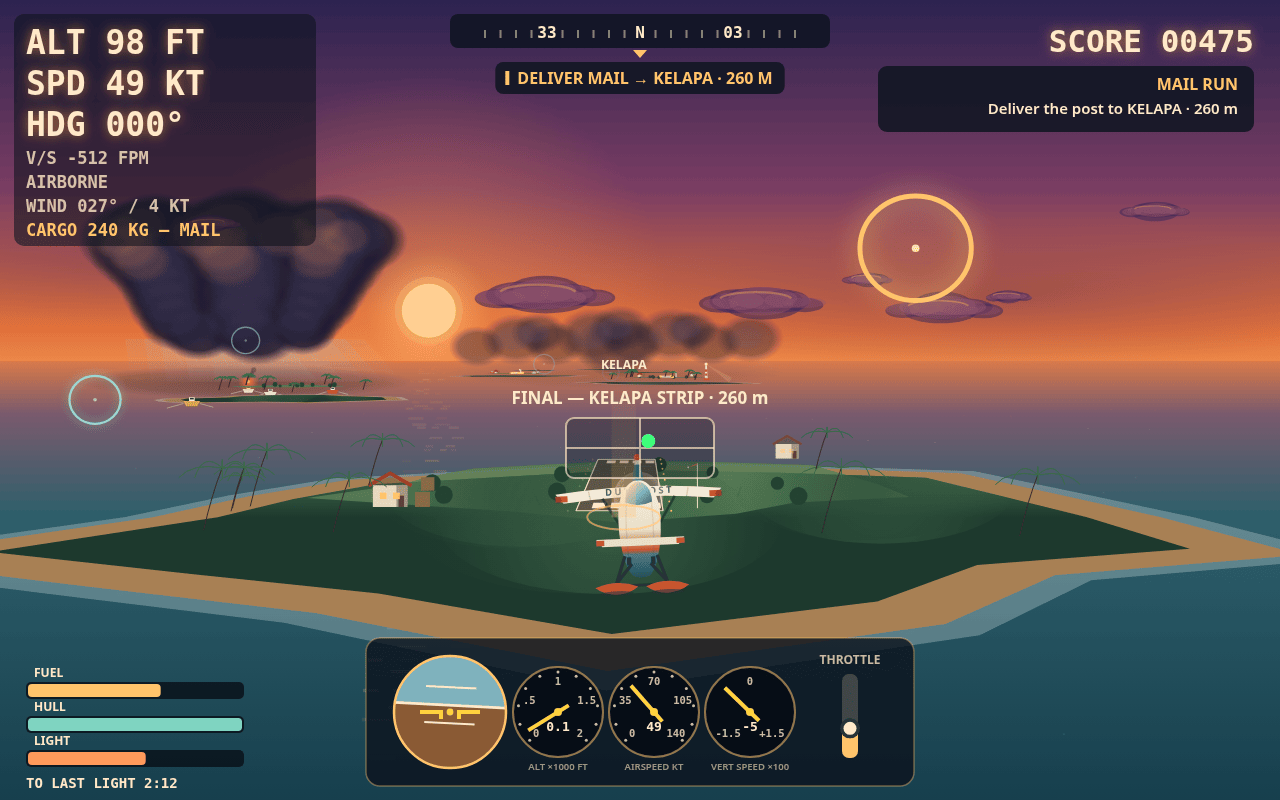 ALT 98 FT
SPD 49 KT
HDG 000°
V/S -512 FPM
AIRBORNE
WIND 027° / 4 KT
CARGO 240 KG — MAIL
33 N 03
DELIVER MAIL → KELAPA · 260 M
SCORE 00475
MAIL RUN
Deliver the post to KELAPA · 260 m
KELAPA
FINAL — KELAPA STRIP · 260 m
FUEL
HULL
LIGHT
TO LAST LIGHT 2:12
0 .5 1 1.5 2
0.1
ALT ×1000 FT
0 35 70 105 140
49
AIRSPEED KT
-1.5 0 +1.5
-5
VERT SPEED ×100
THROTTLE